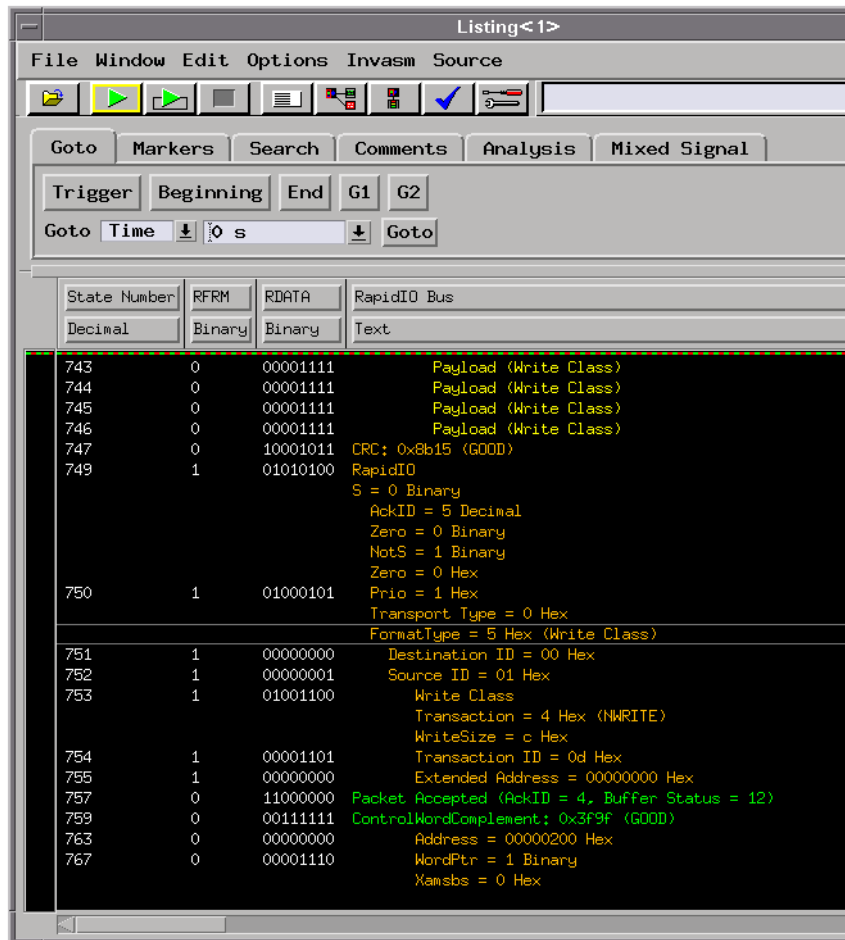 Listing<1>
File Window Edit Options Invasm Source
Goto Markers Search Comments Analysis Mixed Signal
Trigger Beginning End G1 G2
Goto Time 0 s Goto
State Number RFRM RDATA RapidIO Bus
Decimal Binary Binary Text
743 0 00001111 Payload (Write Class)
744 0 00001111 Payload (Write Class)
745 0 00001111 Payload (Write Class)
746 0 00001111 Payload (Write Class)
747 0 10001011 CRC: 0x8b15 (GOOD)
749 1 01010100 RapidIO
S = 0 Binary
AckID = 5 Decimal
Zero = 0 Binary
NotS = 1 Binary
Zero = 0 Hex
750 1 01000101 Prio = 1 Hex
Transport Type = 0 Hex
FormatType = 5 Hex (Write Class)
751 1 00000000 Destination ID = 00 Hex
752 1 00000001 Source ID = 01 Hex
753 1 01001100 Write Class
Transaction = 4 Hex (NWRITE)
WriteSize = c Hex
754 1 00001101 Transaction ID = 0d Hex
755 1 00000000 Extended Address = 00000000 Hex
757 0 11000000 Packet Accepted (AckID = 4, Buffer Status = 12)
759 0 00111111 ControlWordComplement: 0x3f9f (GOOD)
763 0 00000000 Address = 00000200 Hex
767 0 00001110 WordPtr = 1 Binary
Xamsbs = 0 Hex